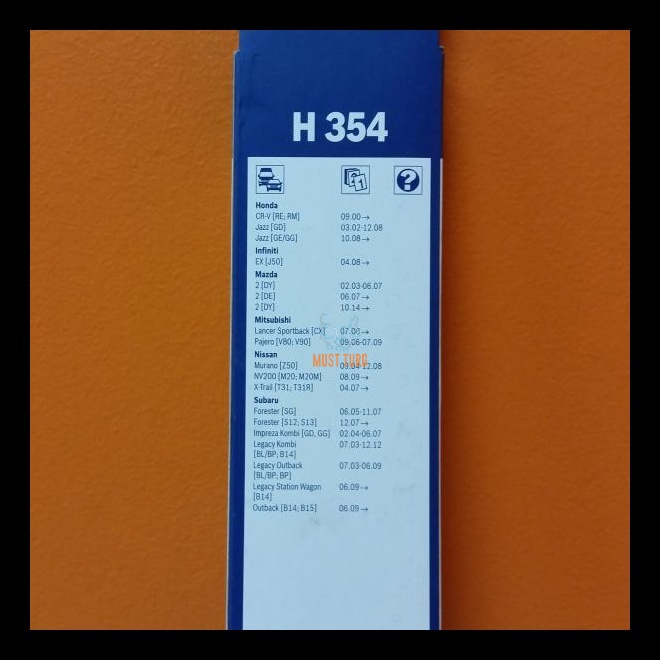 H 354
Honda
CR-V [RE; RM] 09.00→
Jazz [GD] 03.02-12.08
Jazz [GE/GG] 10.08→
Infiniti
EX [J50] 04.08→
Mazda
2 [DY] 02.03-06.07
2 [DE] 06.07→
2 [DY] 10.14→
Mitsubishi
Lancer Sportback [CX] 07.08→
Pajero [V80; V90] 09.06-07.09
MUST TURG
Nissan
Murano [Z50] 09.04-12.08
NV200 [M20; M20M] 08.09→
X-Trail [T31; T31R] 04.07→
Subaru
Forester [SG] 06.05-11.07
Forester [S12; S13] 12.07→
Impreza Kombi [GD, GG] 02.04-06.07
Legacy Kombi 07.03-12.12
[BL/BP; B14]
Legacy Outback 07.03-06.09
[BL/BP; BP]
Legacy Station Wagon 06.09→
[B14]
Outback [B14; B15] 06.09→